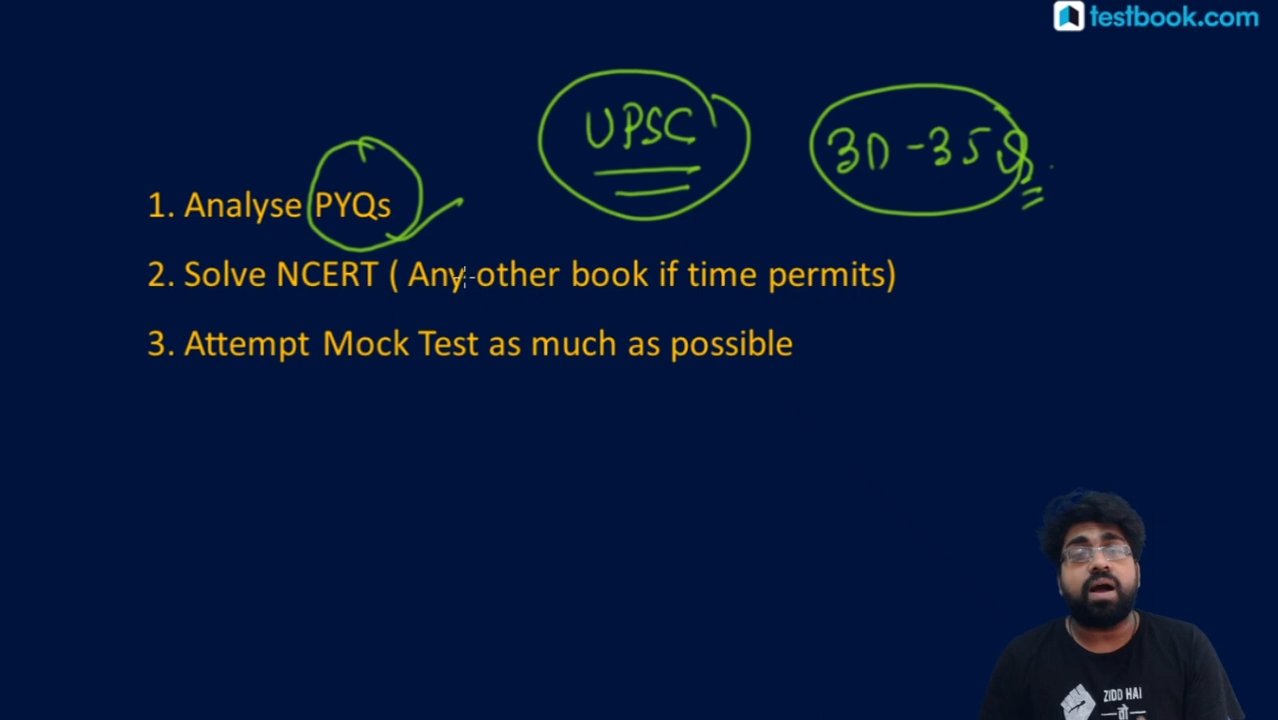 testbook.com
UPSC
30-35 Q
1. Analyse PYQs
2. Solve NCERT ( Any other book if time permits)
3. Attempt Mock Test as much as possible
ZIDD HAI
तो